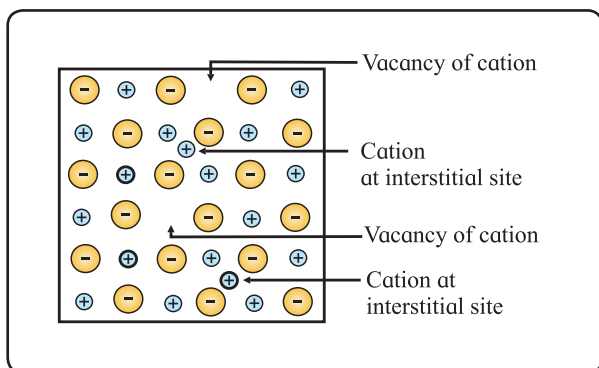 Vacancy of cation
Cation
at interstitial site
Vacancy of cation
Cation at
interstitial site
- + - - +
+ - + - + -
+
- + - + - +
+ - - + -
- + - + - +
+
+ - + - + -